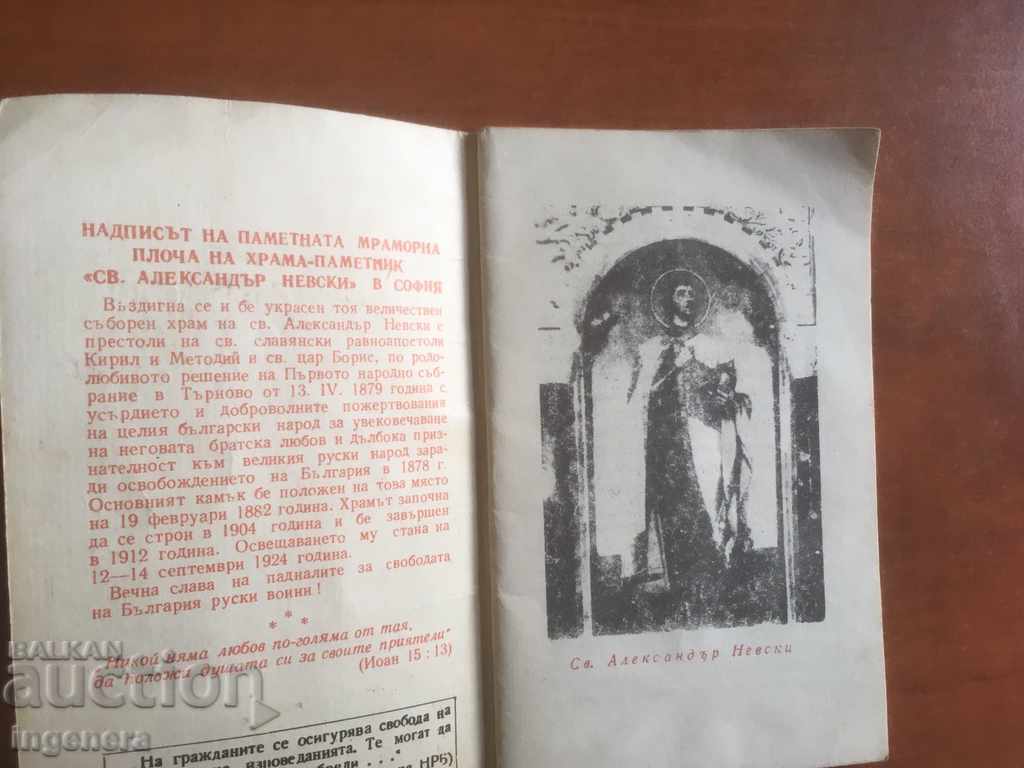 НАДПИСЪТ НА ПАМЕТНАТА МРАМОРНА
ПЛОЧА НА ХРАМА-ПАМЕТНИК
«СВ. АЛЕКСАНДЪР НЕВСКИ» В СОФИЯ
Въздигна се и бе украсен тоя величествен
съборен храм на св. Александър Невски с
престоли на св. славянски равноапостоли
Кирил и Методий и св. цар Борис, по родо-
любивото решение на Първото народно съб-
рание в Търново от 13. IV. 1879 година с
усърдието и доброволните пожертвования
на целия български народ за увековечаване
на неговата братска любов и дълбока приз-
нателност към великия руски народ зара-
ди освобождението на България в 1878 г.
Основният камък бе положен на това място
на 19 февруари 1882 година. Храмът започна
да се строи в 1904 година и бе завършен
в 1912 година. Освещаването му стана на
12—14 септември 1924 година.
Вечна слава на падналите за свободата
на България руски воини!
* * *
„Никой няма любов по-голяма от тая,
да положи душата си за своите приятели“
(Иоан 15 : 13)
На гражданите се осигурява свобода на
изповеданията. Те могат да
НРБ)
Св. Александър Невски
BALKAN
auction
ingenera